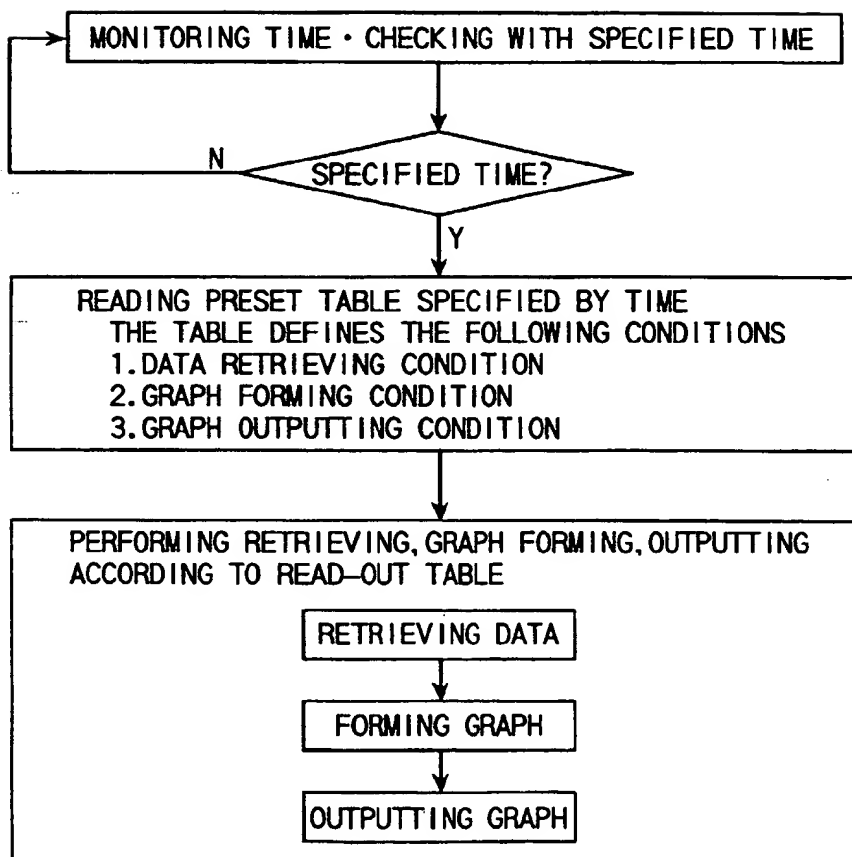 MONITORING TIME・CHECKING WITH SPECIFIED TIME
N
SPECIFIED TIME?
Y
READING PRESET TABLE SPECIFIED BY TIME
THE TABLE DEFINES THE FOLLOWING CONDITIONS
1.DATA RETRIEVING CONDITION
2.GRAPH FORMING CONDITION
3.GRAPH OUTPUTTING CONDITION
PERFORMING RETRIEVING,GRAPH FORMING,OUTPUTTING
ACCORDING TO READ-OUT TABLE
RETRIEVING DATA
FORMING GRAPH
OUTPUTTING GRAPH